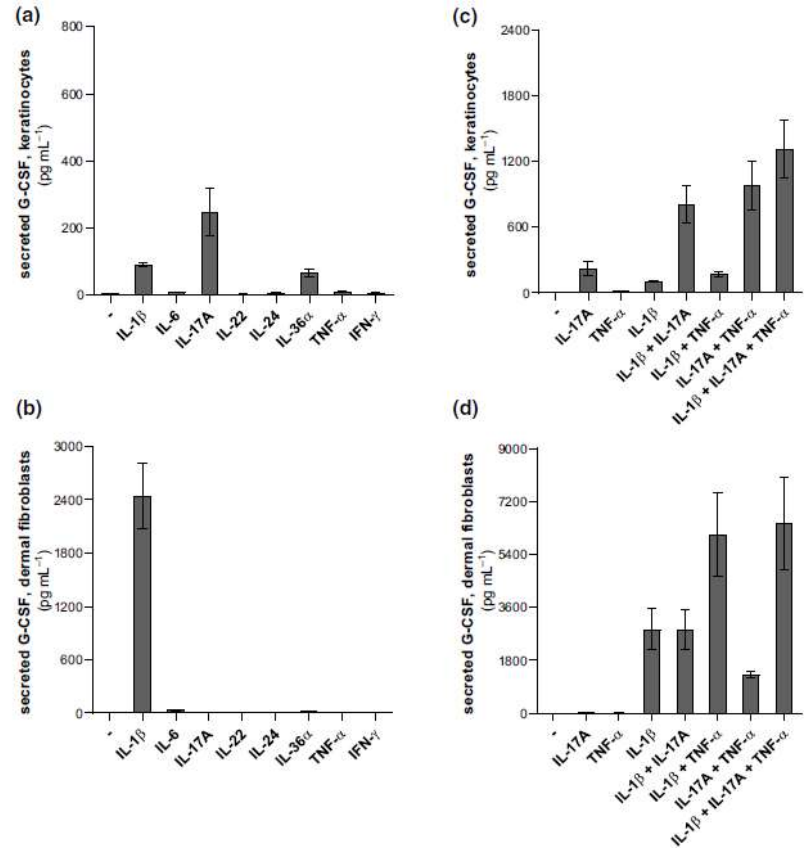 (a)
secreted G-CSF, keratinocytes
(pg mL⁻¹)
800
600
400
200
0
-
IL-1β
IL-6
IL-17A
IL-22
IL-24
IL-36α
TNF-α
IFN-γ
(c)
secreted G-CSF, keratinocytes
(pg mL⁻¹)
2400
1800
1200
600
0
-
IL-17A
TNF-α
IL-1β
IL-1β + IL-17A
IL-1β + TNF-α
IL-17A + TNF-α
IL-1β + IL-17A + TNF-α
(b)
secreted G-CSF, dermal fibroblasts
(pg mL⁻¹)
3000
2400
1800
1200
600
0
-
IL-1β
IL-6
IL-17A
IL-22
IL-24
IL-36α
TNF-α
IFN-γ
(d)
secreted G-CSF, dermal fibroblasts
(pg mL⁻¹)
9000
7200
5400
3600
1800
0
-
IL-17A
TNF-α
IL-1β
IL-1β + IL-17A
IL-1β + TNF-α
IL-17A + TNF-α
IL-1β + IL-17A + TNF-α